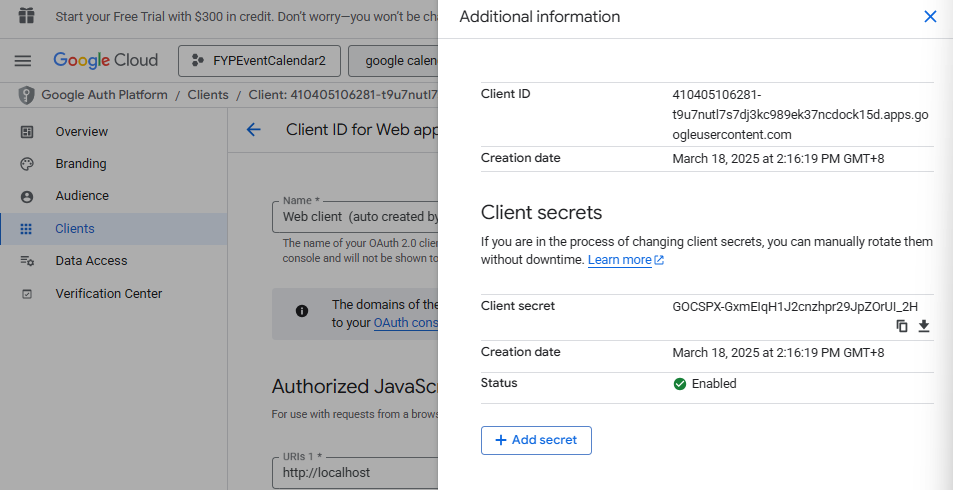 Start your Free Trial with $300 in credit. Don't worry—you won't be cha
Additional information
Google Cloud
FYPEventCalendar2
google calen
Google Auth Platform / Clients / Client: 410405106281-t9u7nutl7
Overview
Branding
Audience
Clients
Data Access
Verification Center
Client ID for Web app
Name *
Web client (auto created by
The name of your OAuth 2.0 clie
console and will not be shown to
The domains of the
to your OAuth cons
Authorized JavaSc
For use with requests from a brows
URIs 1 *
http://localhost
Client ID
410405106281-
t9u7nutl7s7dj3kc989ek37ncdock15d.apps.go
ogleusercontent.com
Creation date
March 18, 2025 at 2:16:19 PM GMT+8
Client secrets
If you are in the process of changing client secrets, you can manually rotate them
without downtime. Learn more
Client secret
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
Creation date
March 18, 2025 at 2:16:19 PM GMT+8
Status
Enabled
+ Add secret